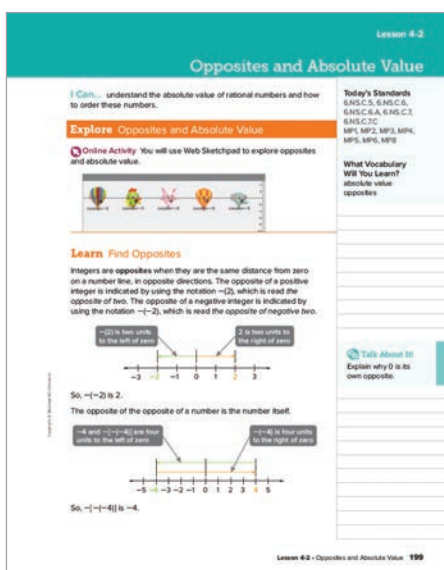 Lesson 4-2
Opposites and Absolute Value
I Can... understand the absolute value of rational numbers and how
to order these numbers.
Explore Opposites and Absolute Value
Online Activity You will use Web Sketchpad to explore opposites
and absolute value.
Learn Find Opposites
Integers are opposites when they are the same distance from zero
on a number line, in opposite directions. The opposite of a positive
integer is indicated by using the notation −(2), which is read the
opposite of two. The opposite of a negative integer is indicated by
using the notation −(−2), which is read the opposite of negative two.
−(2) is two units
to the left of zero
2 is two units to
the right of zero
−3 −2 −1 0 1 2 3
So, −(−2) is 2.
The opposite of the opposite of a number is the number itself.
−4 and −[−(−4)] are four
units to the left of zero
−(−4) is four units
to the right of zero
−5 −4 −3 −2 −1 0 1 2 3 4 5
So, −[−(−4)] is −4.
Today's Standards
6.NS.C.5, 6.NS.C.6,
6.NS.C.6.A, 6.NS.C.7,
6.NS.C.7.C
MP1, MP2, MP3, MP4,
MP5, MP6, MP8
What Vocabulary
Will You Learn?
absolute value
opposites
Talk About It!
Explain why 0 is its
own opposite.
Lesson 4-2 • Opposites and Absolute Value 199